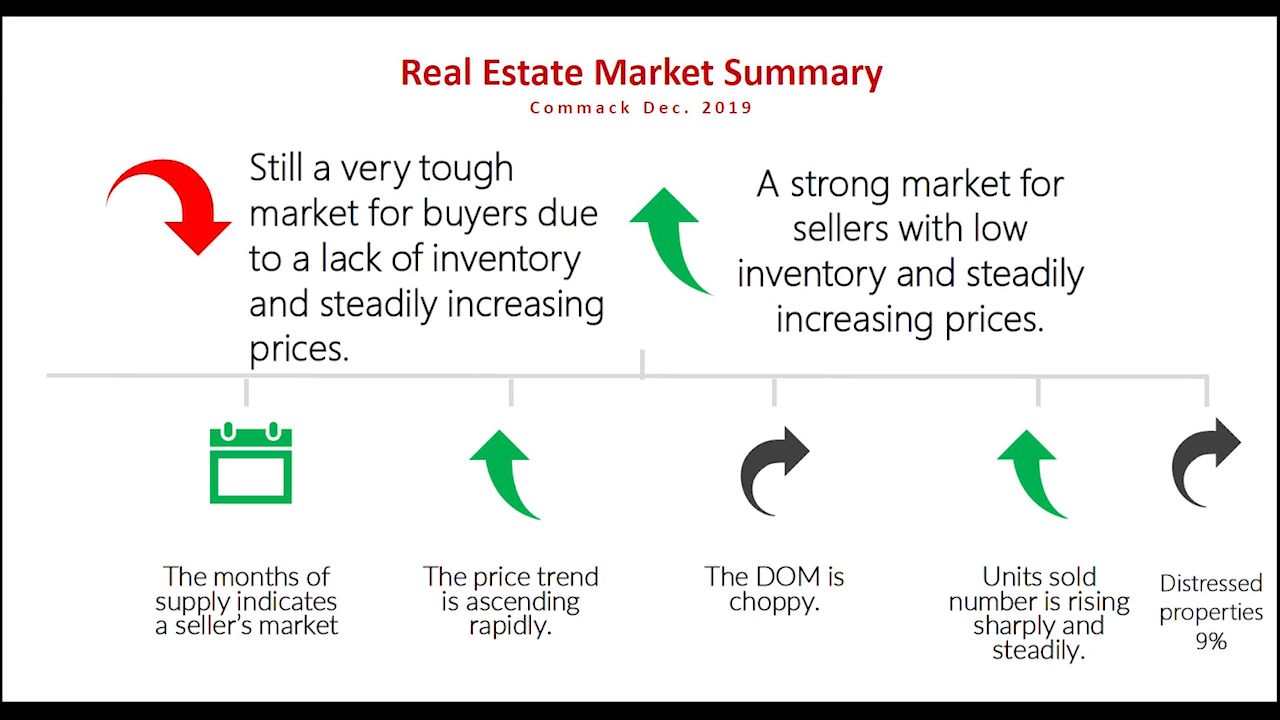 Real Estate Market Summary
Commack Dec. 2019
Still a very tough
market for buyers due
to a lack of inventory
and steadily increasing
prices.
A strong market for
sellers with low
inventory and steadily
increasing prices.
The months of
supply indicates
a seller's market
The price trend
is ascending
rapidly.
The DOM is
choppy.
Units sold
number is rising
sharply and
steadily.
Distressed
properties
9%